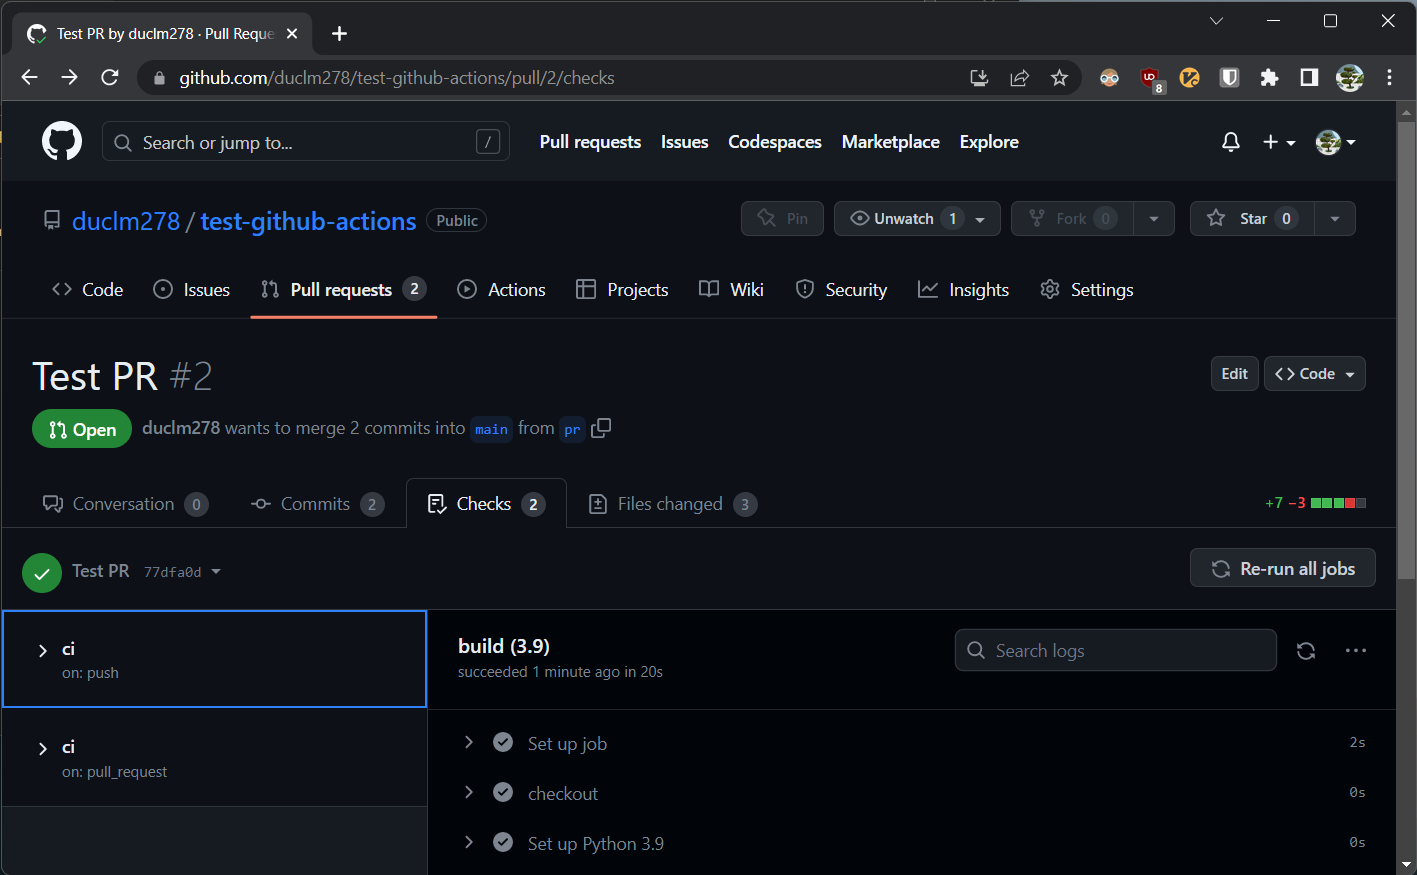 Test PR by duclm278 · Pull Reque
github.com/duclm278/test-github-actions/pull/2/checks
8
Search or jump to... /
Pull requests Issues Codespaces Marketplace Explore
duclm278 / test-github-actions Public
Pin Unwatch 1 Fork 0 Star 0
Code Issues Pull requests 2 Actions Projects Wiki Security Insights Settings
Test PR #2
Edit <> Code
Open duclm278 wants to merge 2 commits into main from pr
Conversation 0 Commits 2 Checks 2 Files changed 3 +7 −3
Test PR 77dfa0d Re-run all jobs
ci
on: push
ci
on: pull_request
build (3.9)
succeeded 1 minute ago in 20s
Search logs
Set up job 2s
checkout 0s
Set up Python 3.9 0s